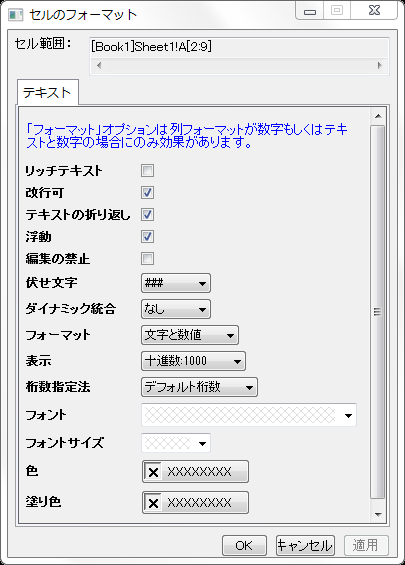 セルのフォーマット
セル範囲:
[Book1]Sheet1!A[2:9]
テキスト
「フォーマット」オプションは列フォーマットが数字もしくはテキ
ストと数字の場合にのみ効果があります。
リッチテキスト
改行可
テキストの折り返し
浮動
編集の禁止
伏せ文字 ###
ダイナミック統合 なし
フォーマット 文字と数値
表示 十進数:1000
桁数指定法 デフォルト桁数
フォント
フォントサイズ
色 XXXXXXXX
塗り色 XXXXXXXX
OK キャンセル 適用